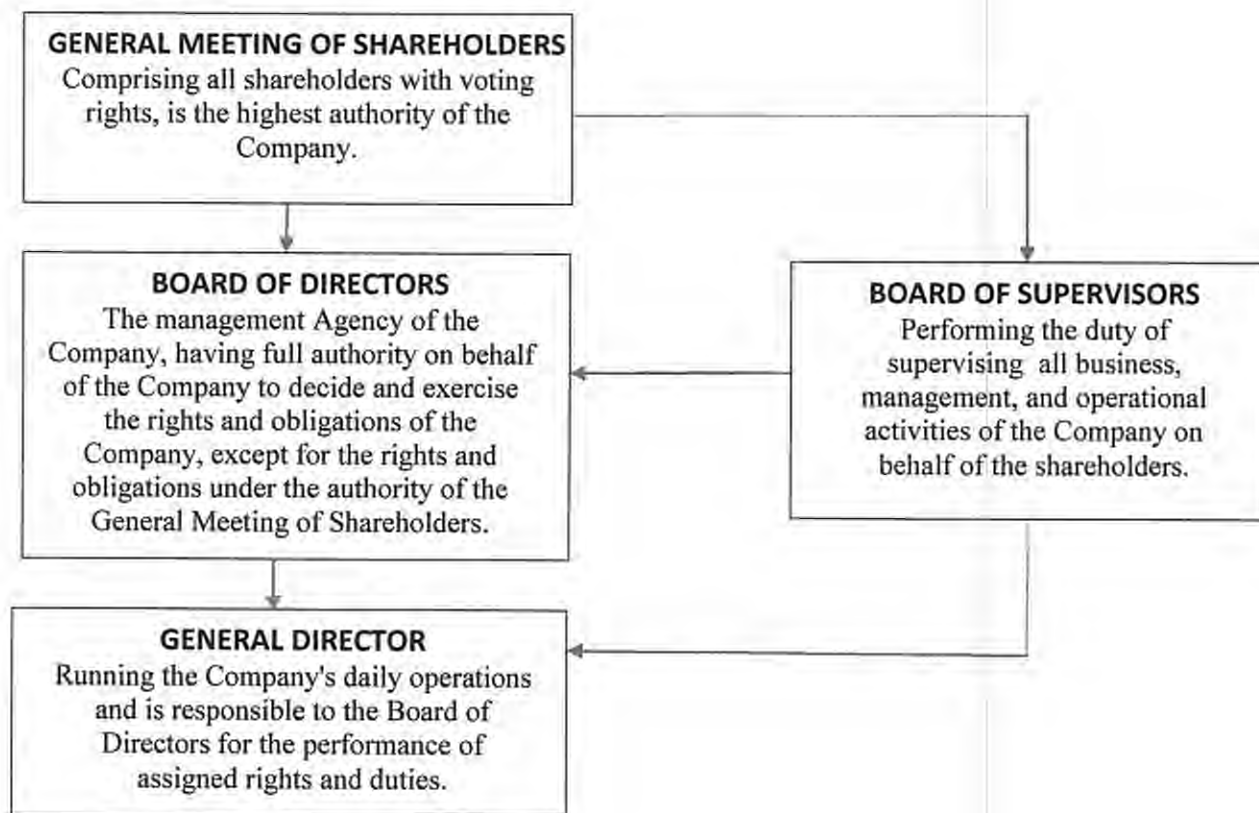 GENERAL MEETING OF SHAREHOLDERS
Comprising all shareholders with voting
rights, is the highest authority of the
Company.
BOARD OF DIRECTORS
The management Agency of the
Company, having full authority on behalf
of the Company to decide and exercise
the rights and obligations of the
Company, except for the rights and
obligations under the authority of the
General Meeting of Shareholders.
BOARD OF SUPERVISORS
Performing the duty of
supervising all business,
management, and operational
activities of the Company on
behalf of the shareholders.
GENERAL DIRECTOR
Running the Company's daily operations
and is responsible to the Board of
Directors for the performance of
assigned rights and duties.